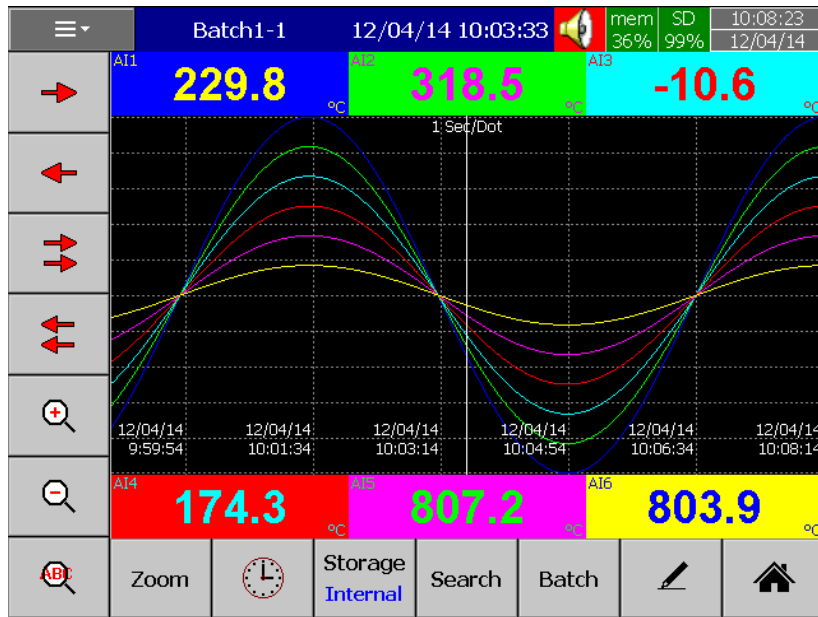 Batch1-1 12/04/14 10:03:33 mem SD 10:08:23
36% 99% 12/04/14
AI1 229.8 °C AI2 318.5 °C AI3 -10.6 °C
1 Sec/Dot
12/04/14 12/04/14 12/04/14 12/04/14 12/04/14 12/04/14
9:59:54 10:01:34 10:03:14 10:04:54 10:06:34 10:08:14
AI4 174.3 °C AI5 807.2 °C AI6 803.9 °C
ABC Zoom Storage Search Batch
Internal